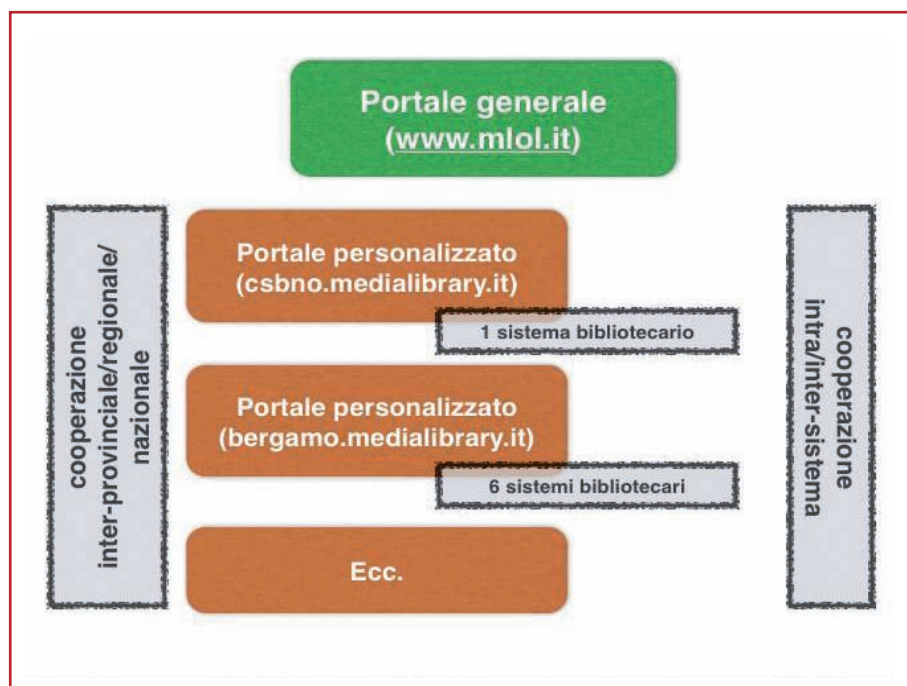 Portale generale
(www.mlol.it)
cooperazione
inter-provinciale/regionale/
nazionale
Portale personalizzato
(csbno.medialibrary.it)
1 sistema bibliotecario
Portale personalizzato
(bergamo.medialibrary.it)
6 sistemi bibliotecari
Ecc.
cooperazione
intra/inter-sistema